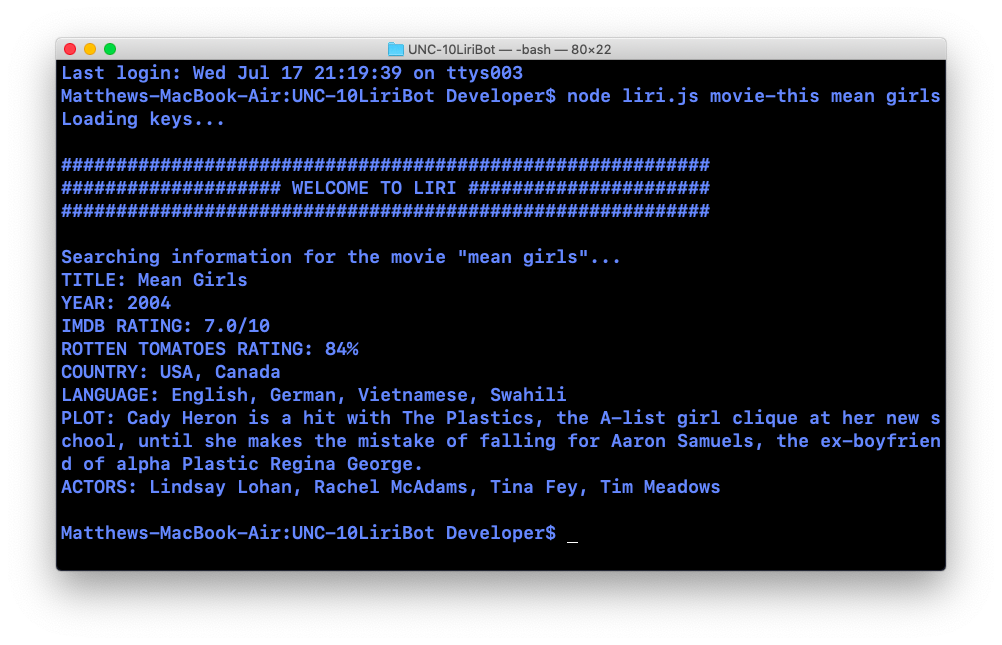 UNC-10LiriBot — -bash — 80×22
Last login: Wed Jul 17 21:19:39 on ttys003
Matthews-MacBook-Air:UNC-10LiriBot Developer$ node liri.js movie-this mean girls
Loading keys...
###########################################################
#################### WELCOME TO LIRI ######################
###########################################################
Searching information for the movie "mean girls"...
TITLE: Mean Girls
YEAR: 2004
IMDB RATING: 7.0/10
ROTTEN TOMATOES RATING: 84%
COUNTRY: USA, Canada
LANGUAGE: English, German, Vietnamese, Swahili
PLOT: Cady Heron is a hit with The Plastics, the A-list girl clique at her new s
chool, until she makes the mistake of falling for Aaron Samuels, the ex-boyfrien
d of alpha Plastic Regina George.
ACTORS: Lindsay Lohan, Rachel McAdams, Tina Fey, Tim Meadows
Matthews-MacBook-Air:UNC-10LiriBot Developer$ _